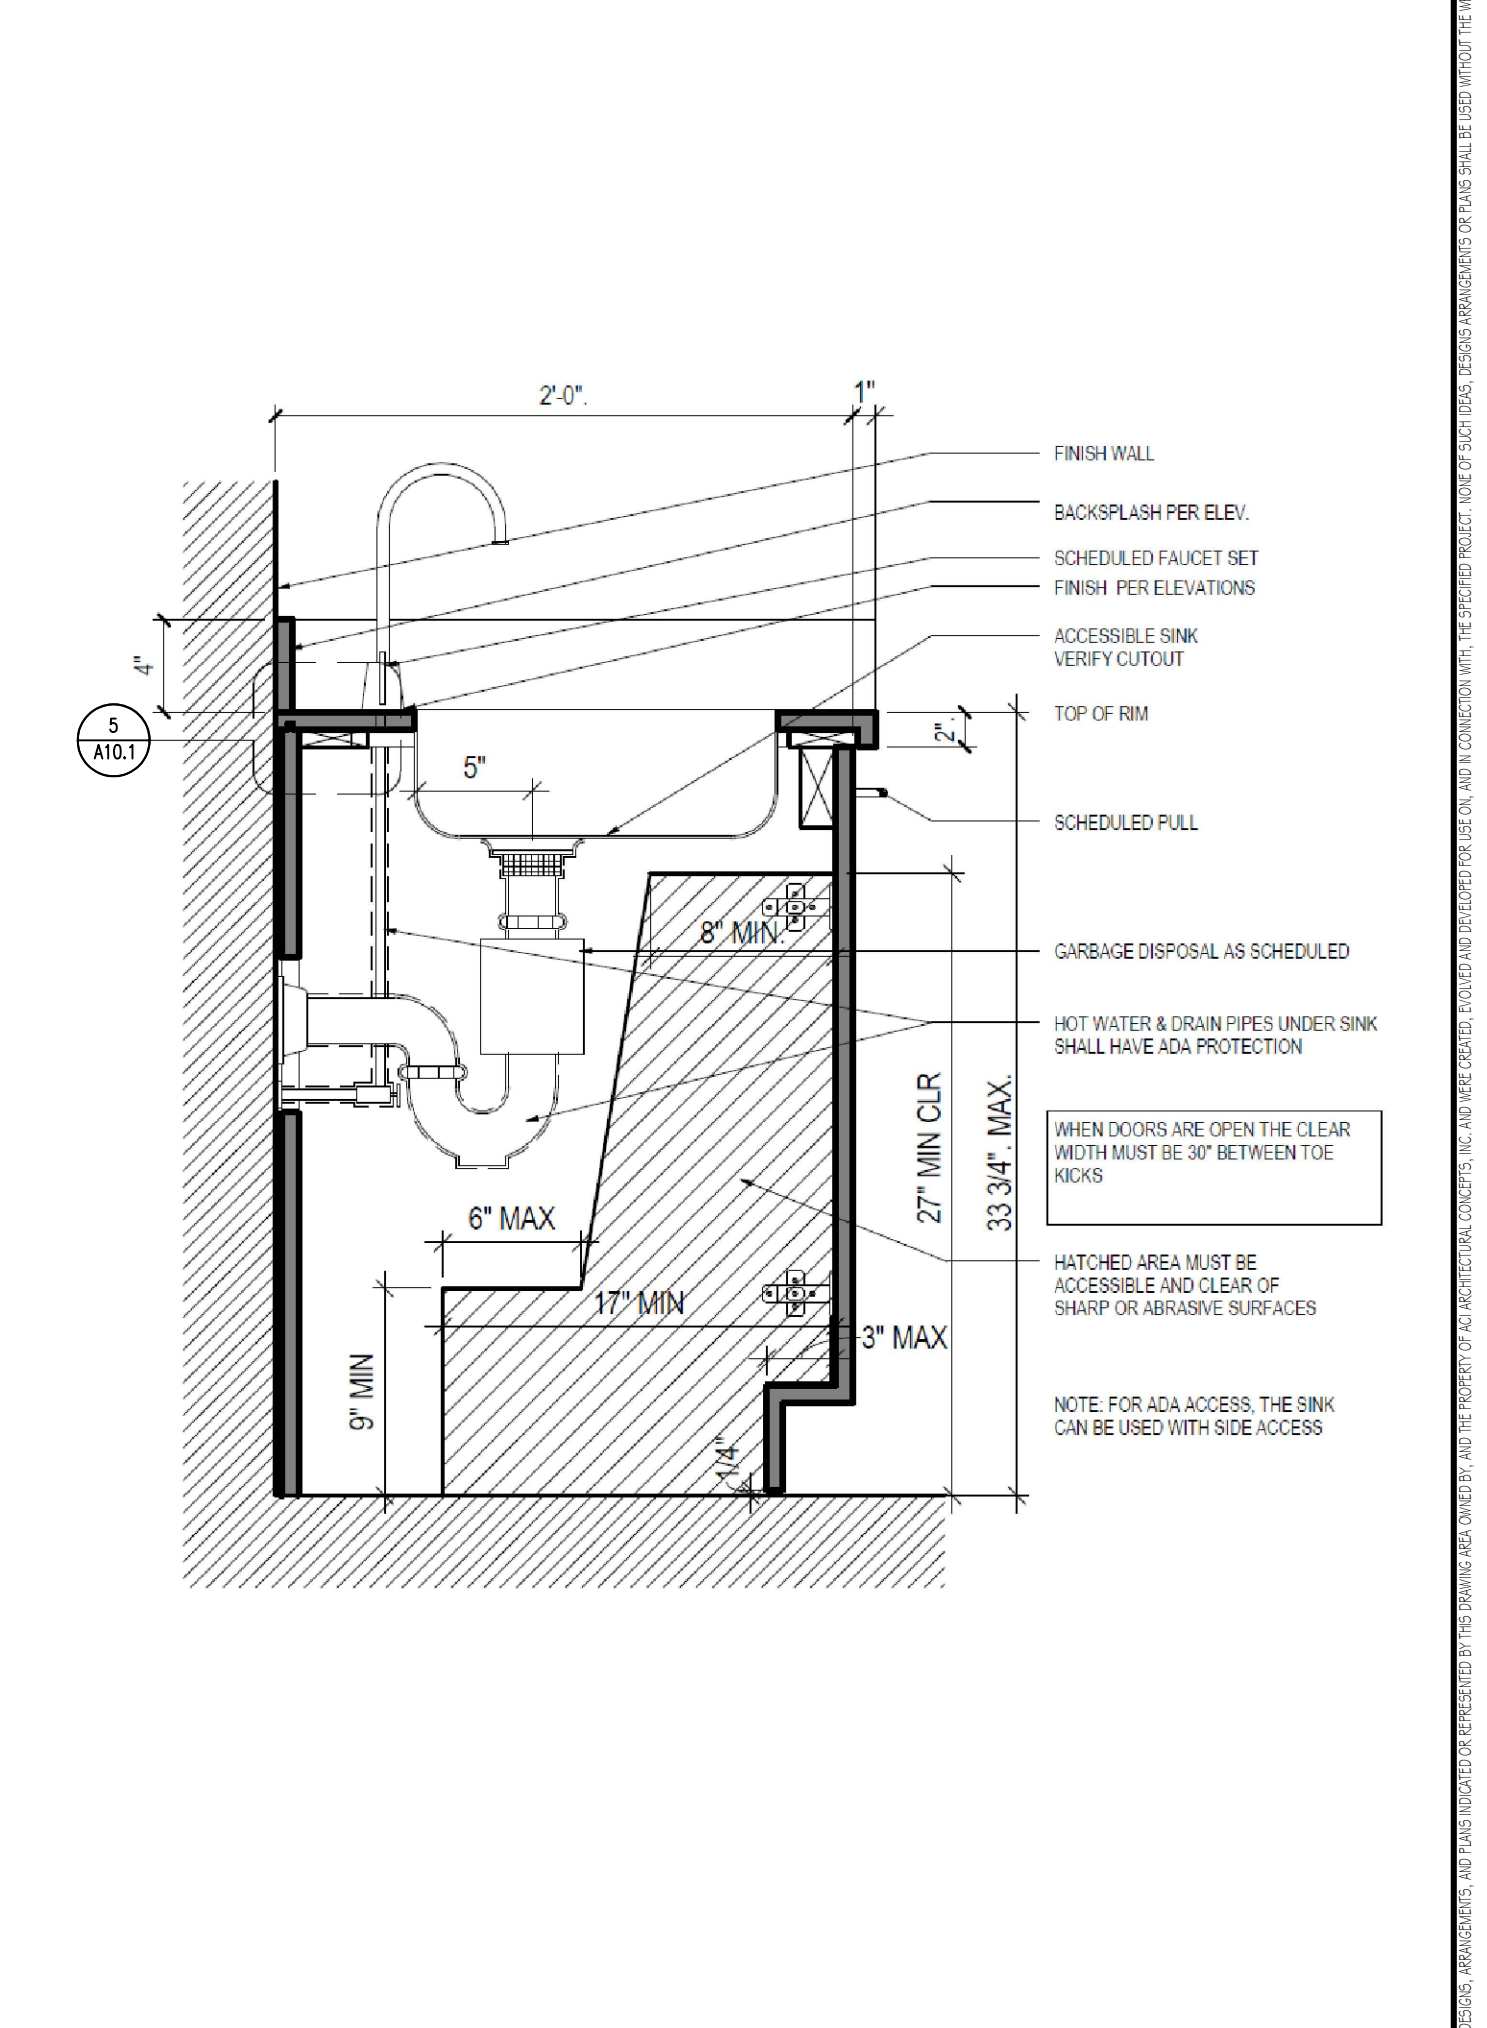 2'-0".
1"
FINISH WALL
BACKSPLASH PER ELEV.
SCHEDULED FAUCET SET
FINISH PER ELEVATIONS
ACCESSIBLE SINK
VERIFY CUTOUT
4"
5
A10.1
TOP OF RIM
2".
5"
SCHEDULED PULL
8" MIN.
GARBAGE DISPOSAL AS SCHEDULED
HOT WATER & DRAIN PIPES UNDER SINK
SHALL HAVE ADA PROTECTION
27" MIN CLR
33 3/4". MAX.
WHEN DOORS ARE OPEN THE CLEAR
WIDTH MUST BE 30" BETWEEN TOE
KICKS
6" MAX
HATCHED AREA MUST BE
ACCESSIBLE AND CLEAR OF
SHARP OR ABRASIVE SURFACES
17" MIN
3" MAX
9" MIN
NOTE: FOR ADA ACCESS, THE SINK
CAN BE USED WITH SIDE ACCESS
1/4"
DESIGNS, ARRANGEMENTS, AND PLANS INDICATED OR REPRESENTED BY THIS DRAWING AREA OWNED BY, AND THE PROPERTY OF ACI ARCHITECTURAL CONCEPTS, INC. AND WERE CREATED, EVOLVED AND DEVELOPED FOR USE ON, AND IN CONNECTION WITH, THE SPECIFIED PROJECT. NONE OF SUCH IDEAS, DESIGNS ARRANGEMENTS OR PLANS SHALL BE USED WITHOUT THE